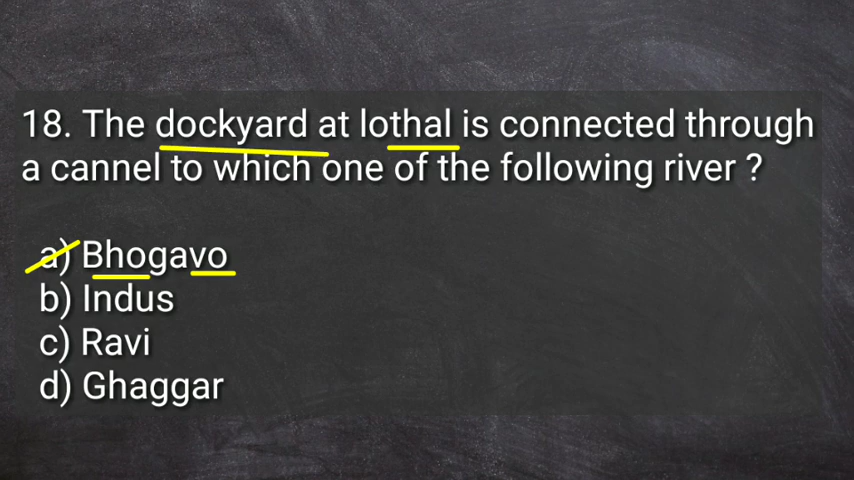 18. The dockyard at lothal is connected through
a cannel to which one of the following river ?
a) Bhogavo
b) Indus
c) Ravi
d) Ghaggar